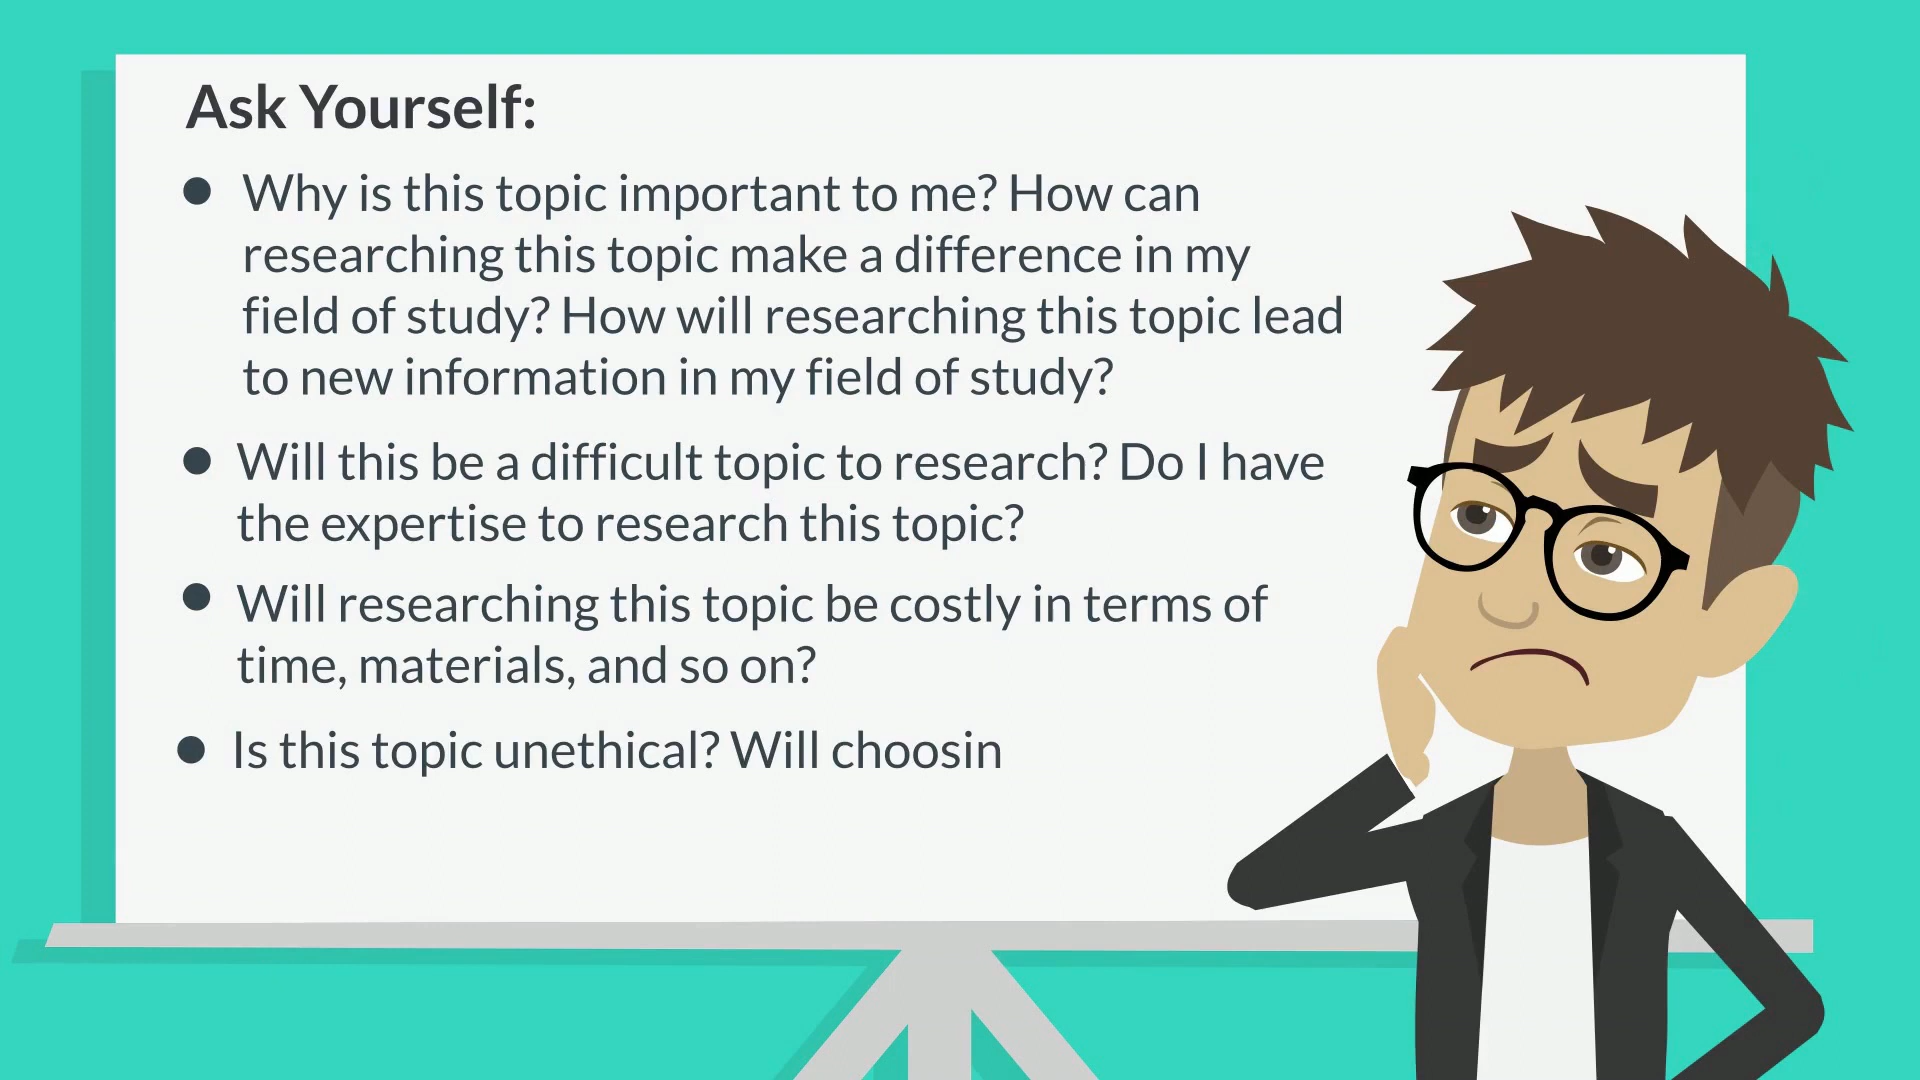 Ask Yourself:
● Why is this topic important to me? How can
researching this topic make a difference in my
field of study? How will researching this topic lead
to new information in my field of study?
● Will this be a difficult topic to research? Do I have
the expertise to research this topic?
● Will researching this topic be costly in terms of
time, materials, and so on?
● Is this topic unethical? Will choosin